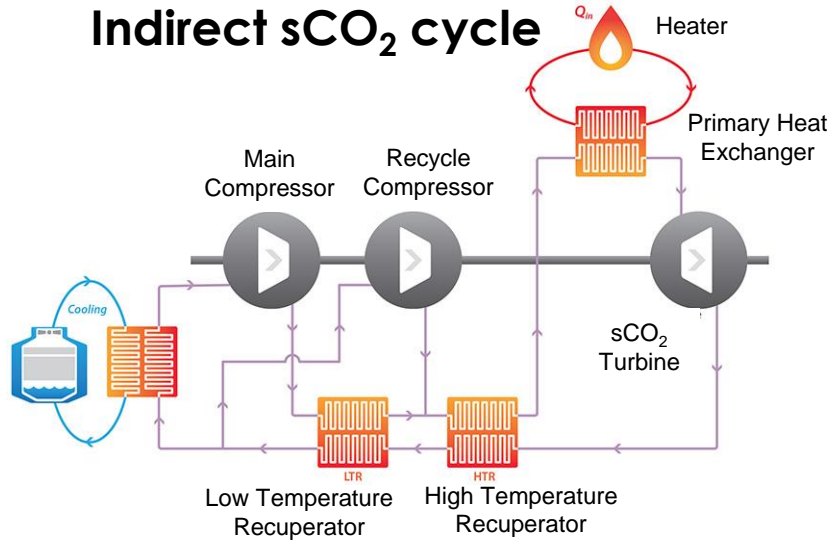 Indirect sCO₂ cycle
Qin
Heater
Primary Heat
Exchanger
Main
Compressor
Recycle
Compressor
Cooling
sCO₂
Turbine
LTR
HTR
Low Temperature
Recuperator
High Temperature
Recuperator